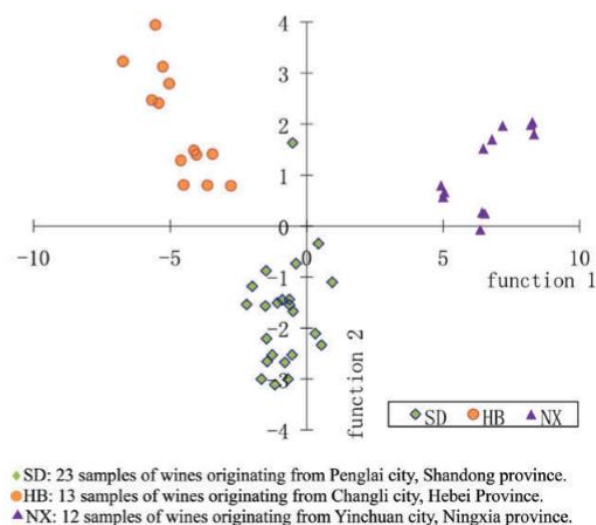 4
3
2
1
-10 -5 0 0 5 10
function 1
-1
-2
-3
-4
function 2
SD HB NX
SD: 23 samples of wines originating from Penglai city, Shandong province.
HB: 13 samples of wines originating from Changli city, Hebei Province.
NX: 12 samples of wines originating from Yinchuan city, Ningxia province.